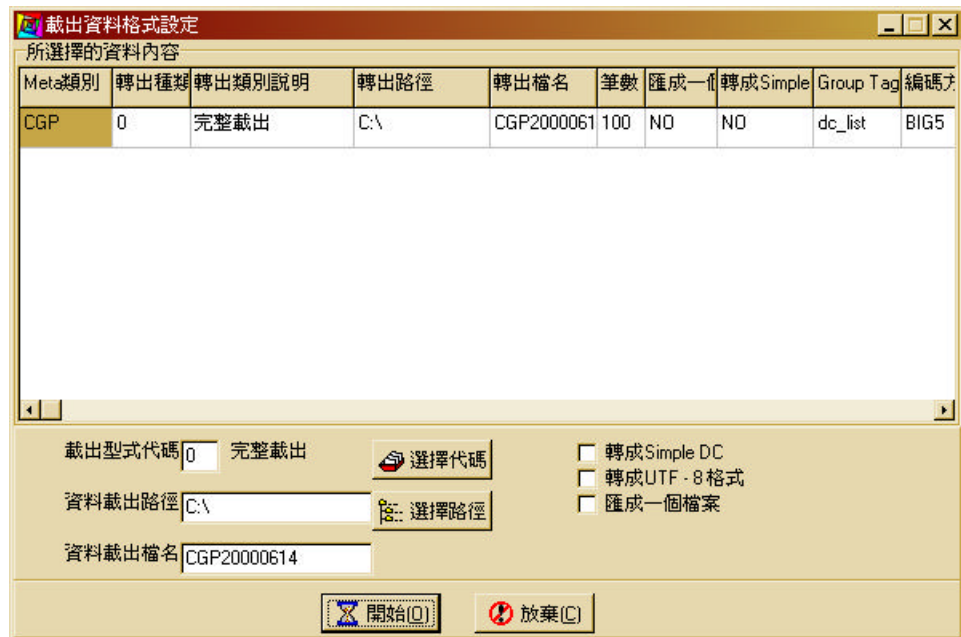 載出資料格式設定
所選擇的資料內容
Meta類別 轉出種類 轉出類別說明 轉出路徑 轉出檔名 筆數 匯成一個 轉成Simple Group Tag 編碼方
CGP 0 完整載出 C:\ CGP2000061 100 NO NO dc_list BIG5
載出型式代碼 0 完整載出 選擇代碼
資料載出路徑 C:\ 選擇路徑
資料載出檔名 CGP20000614
轉成Simple DC
轉成UTF - 8 格式
匯成一個檔案
開始(O) 放棄(C)